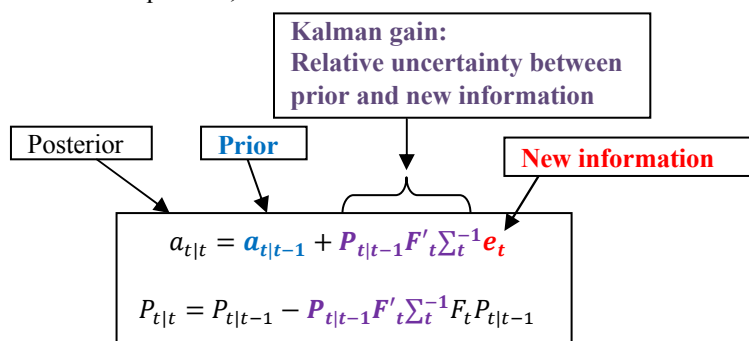 Kalman gain:
Relative uncertainty between
prior and new information
Posterior
Prior
New information
a_{t|t} = a_{t|t-1} + P_{t|t-1}F'_t∑_t^{-1}e_t
P_{t|t} = P_{t|t-1} − P_{t|t-1}F'_t∑_t^{-1}F_tP_{t|t-1}